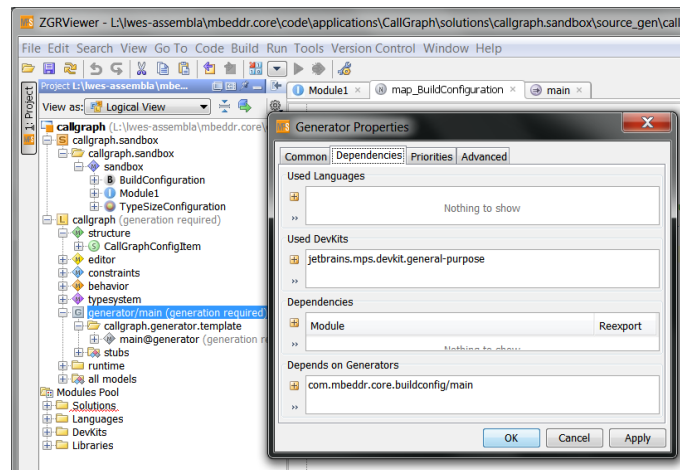 ZGRViewer - L:\lwes-assembla\mbeddr.core\code\applications\CallGraph\solutions\callgraph.sandbox\source_gen\call
File Edit Search View Go To Code Build Run Tools Version Control Window Help
Project L:\lwes-assembla\mbe...
Module1 map_BuildConfiguration main
1: Project
View as: Logical View
callgraph (L:\lwes-assembla\mbeddr.core\
S callgraph.sandbox
callgraph.sandbox
sandbox
B BuildConfiguration
I Module1
TypeSizeConfiguration
L callgraph (generation required)
structure
S CallGraphConfigItem
editor
constraints
behavior
typesystem
G generator/main (generation required)
callgraph.generator.template
main@generator (generation r
stubs
runtime
all models
Modules Pool
Solutions
Languages
DevKits
Libraries
Generator Properties
Common Dependencies Priorities Advanced
Used Languages
Nothing to show
Used DevKits
jetbrains.mps.devkit.general-purpose
Dependencies
Module Reexport
Nothing to show
Depends on Generators
com.mbeddr.core.buildconfig/main
OK Cancel Apply